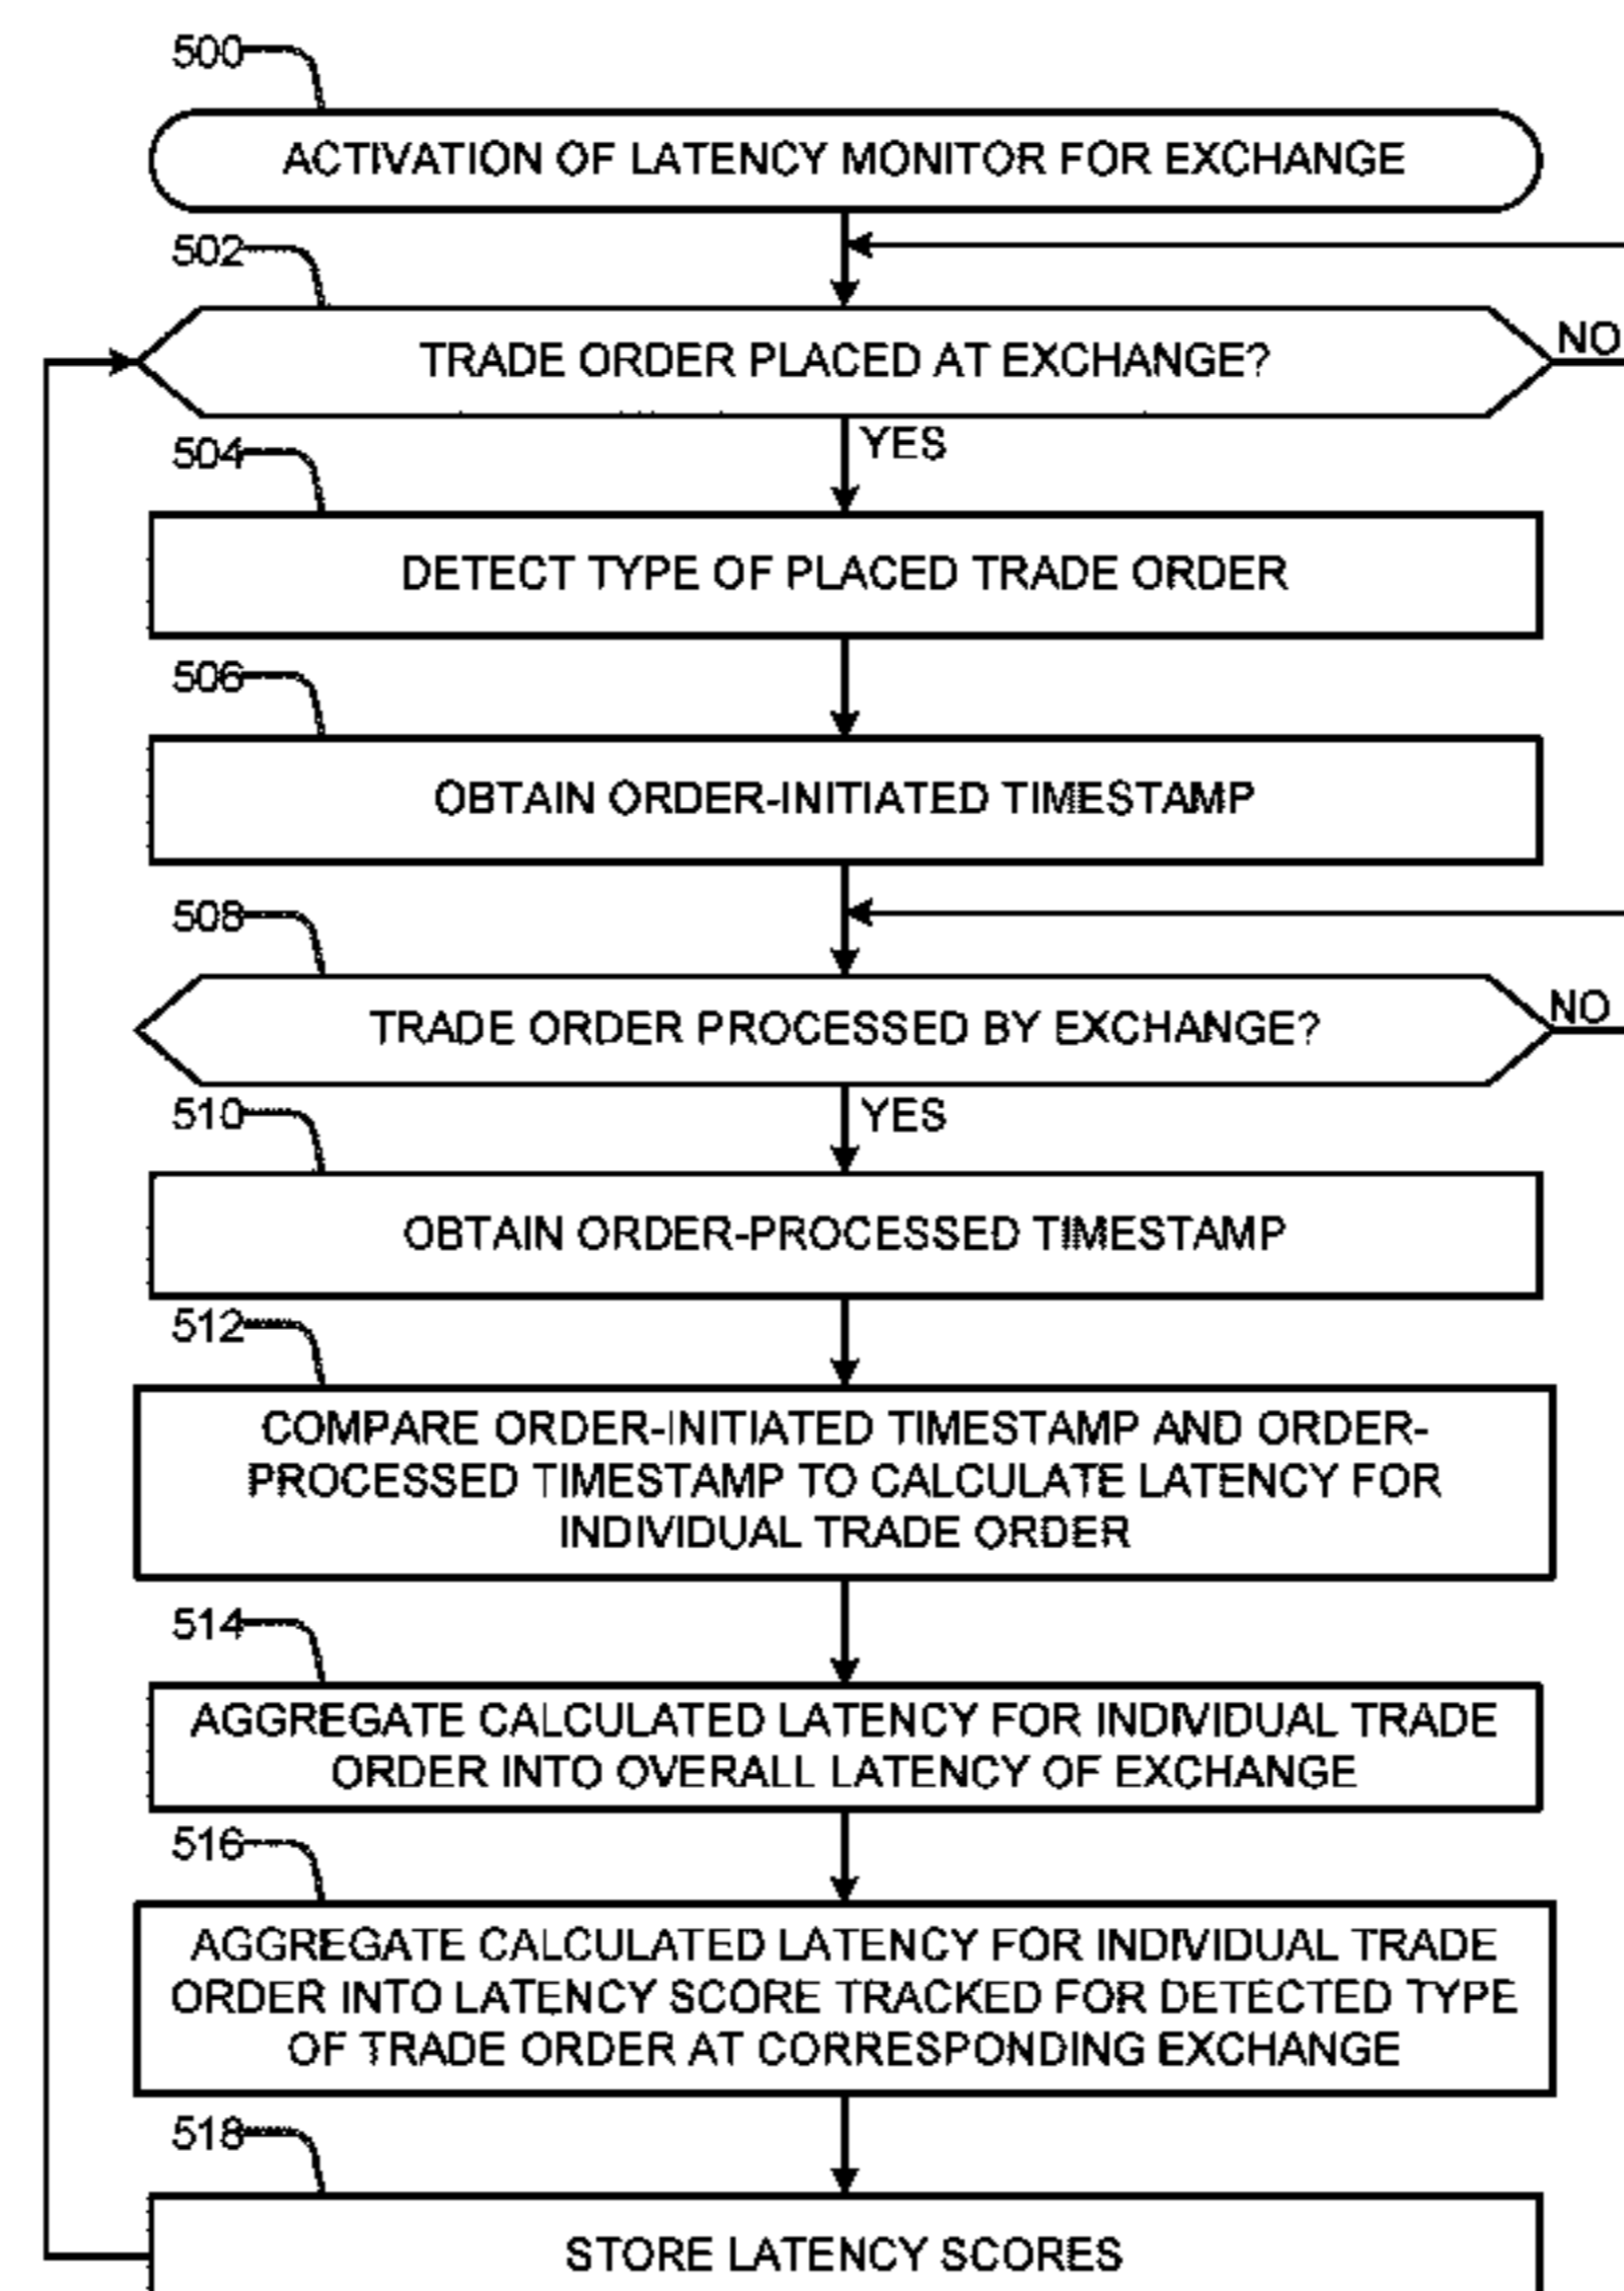 500
ACTIVATION OF LATENCY MONITOR FOR EXCHANGE
502
TRADE ORDER PLACED AT EXCHANGE?
NO
YES
504
DETECT TYPE OF PLACED TRADE ORDER
506
OBTAIN ORDER-INITIATED TIMESTAMP
508
TRADE ORDER PROCESSED BY EXCHANGE?
NO
YES
510
OBTAIN ORDER-PROCESSED TIMESTAMP
512
COMPARE ORDER-INITIATED TIMESTAMP AND ORDER-
PROCESSED TIMESTAMP TO CALCULATE LATENCY FOR
INDIVIDUAL TRADE ORDER
514
AGGREGATE CALCULATED LATENCY FOR INDIVIDUAL TRADE
ORDER INTO OVERALL LATENCY OF EXCHANGE
516
AGGREGATE CALCULATED LATENCY FOR INDIVIDUAL TRADE
ORDER INTO LATENCY SCORE TRACKED FOR DETECTED TYPE
OF TRADE ORDER AT CORRESPONDING EXCHANGE
518
STORE LATENCY SCORES